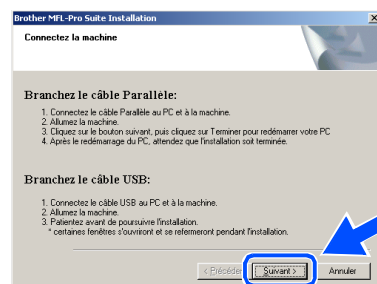 Brother MFL-Pro Suite Installation
Connectez la machine
Branchez le câble Parallèle:
1. Connectez le câble Parallèle au PC et à la machine.
2. Allumez la machine.
3. Cliquez sur le bouton suivant, puis cliquez sur Terminer pour redémarrer votre PC
4. Après le redémarrage du PC, attendez que l'installation soit terminée.
Branchez le câble USB:
1. Connectez le câble USB au PC et à la machine.
2. Allumez la machine.
3. Patientez avant de poursuivre l'installation.
* certaines fenêtres s'ouvriront et se refermeront pendant l'installation.
< Précéder Suivant > Annuler